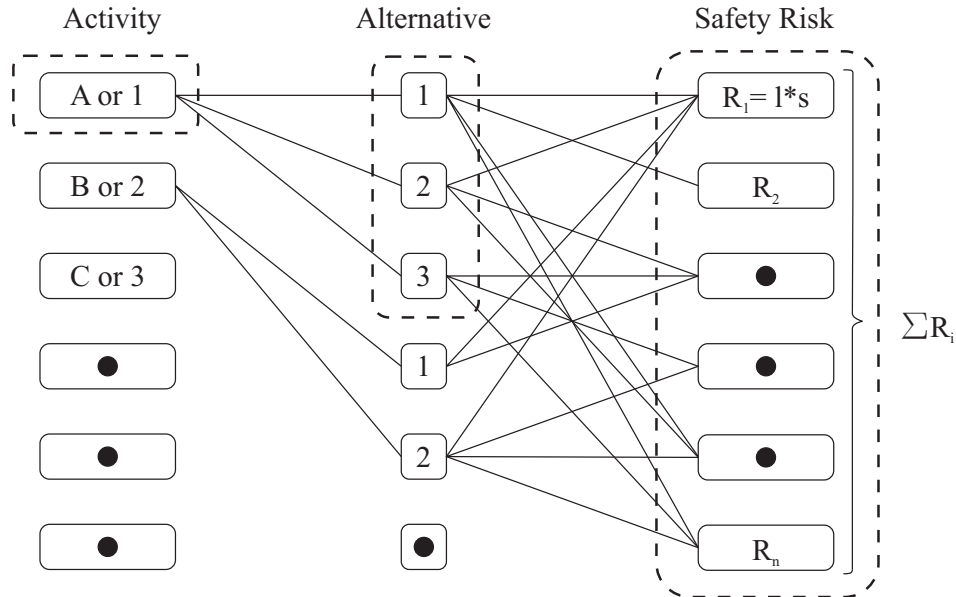 Activity Alternative Safety Risk
A or 1 1 R₁= l*s
B or 2 2 R₂
C or 3 3
1
2
Rₙ
∑Rᵢ